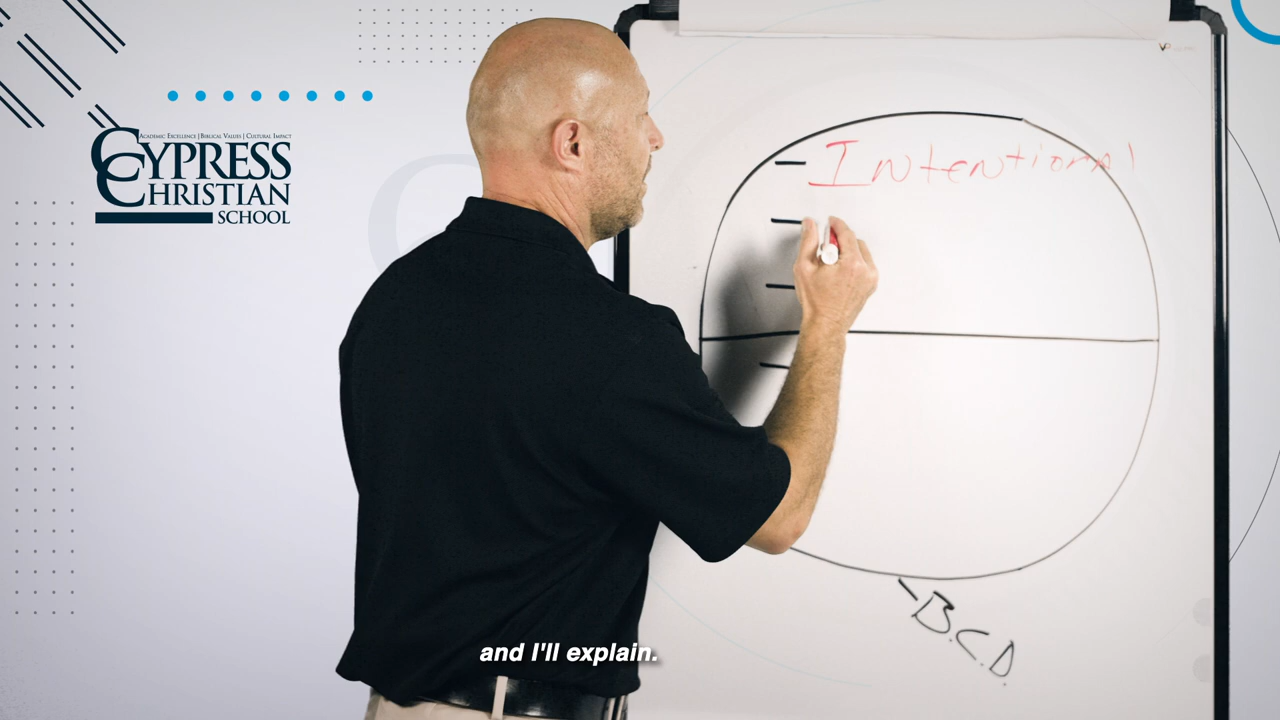 ACADEMIC EXCELLENCE | BIBLICAL VALUES | CULTURAL IMPACT
CYPRESS
CHRISTIAN
SCHOOL
Intentional
B.C.D.
and I'll explain.